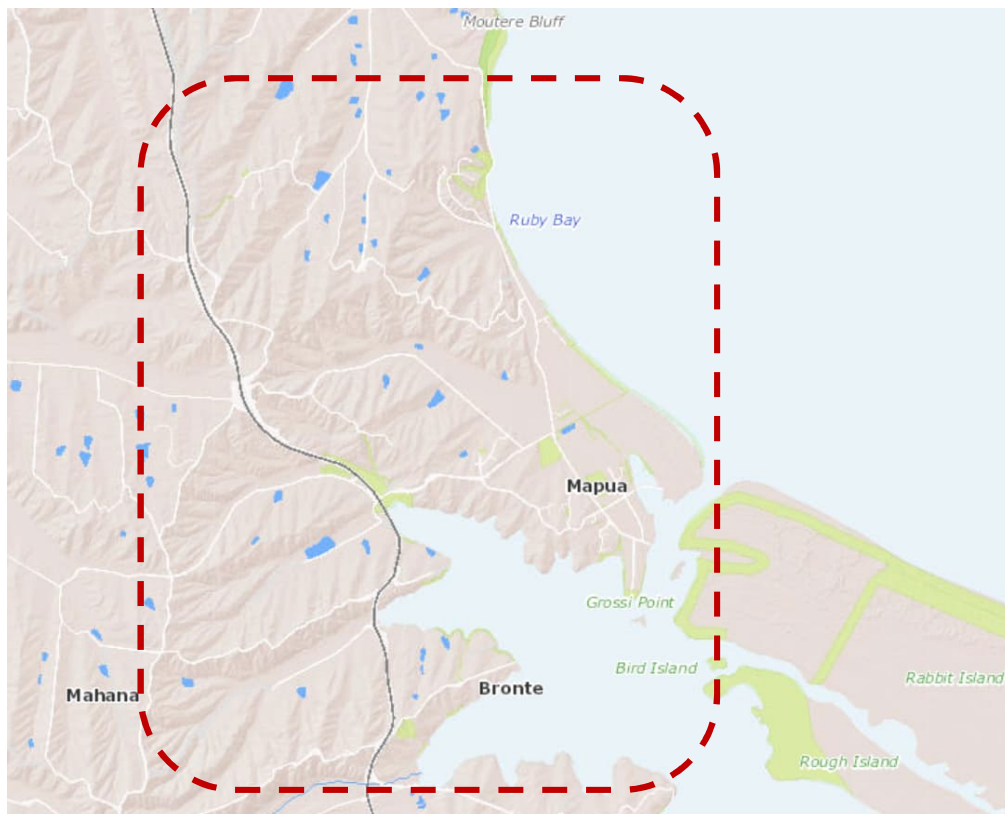 Moutere Bluff
Ruby Bay
Mapua
Grossi Point
Bird Island
Rabbit Island
Bronte
Mahana
Rough Island